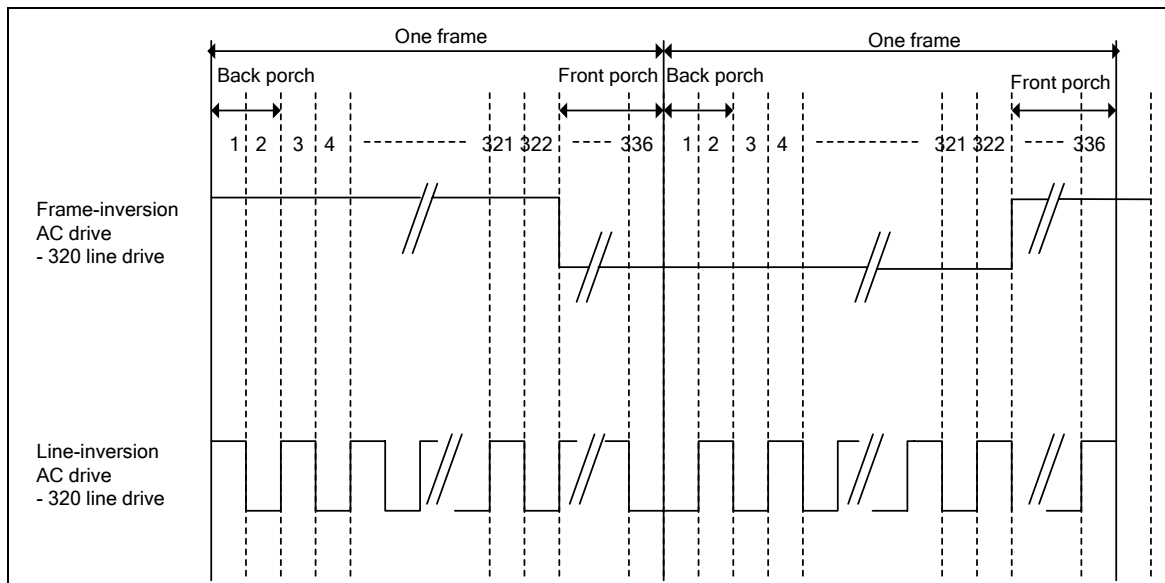 One frame One frame
Back porch Front porch Back porch Front porch
1 2 3 4 321 322 336 1 2 3 4 321 322 336
Frame-inversion
AC drive
- 320 line drive
Line-inversion
AC drive
- 320 line drive